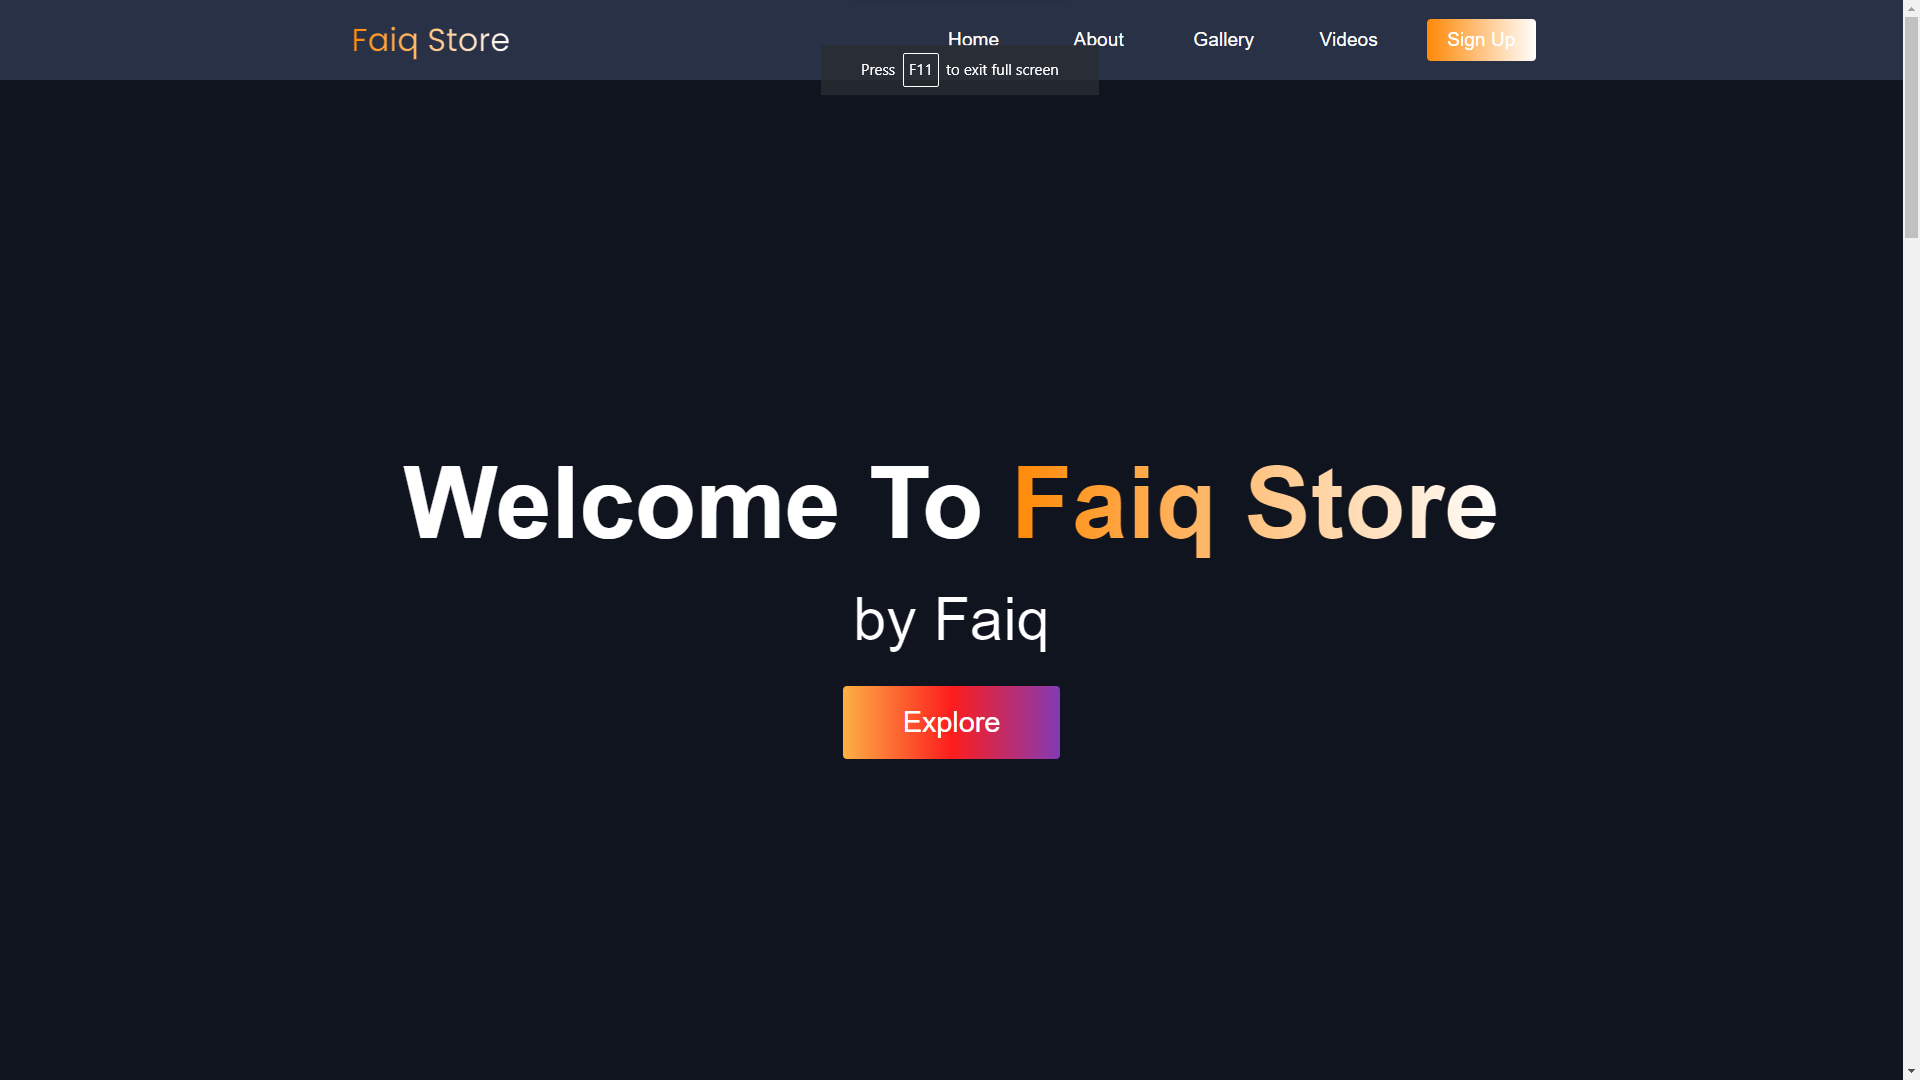 Faiq Store
Home About Gallery Videos Sign Up
Press F11 to exit full screen
Welcome To Faiq Store
by Faiq
Explore